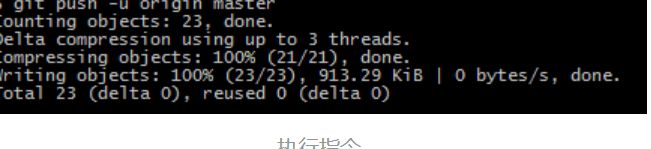 $ git push -u origin master
Counting objects: 23, done.
Delta compression using up to 3 threads.
Compressing objects: 100% (21/21), done.
Writing objects: 100% (23/23), 913.29 KiB | 0 bytes/s, done.
Total 23 (delta 0), reused 0 (delta 0)
执行指令